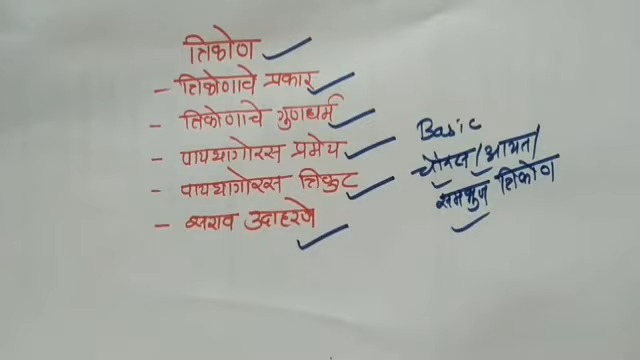 त्रिकोण
- त्रिकोणाचे प्रकार
- त्रिकोणाचे गुणधर्म
- पायथागोरस प्रमेय
- पायथागोरस त्रिकुट
- सराव उदाहरणे
Basic
चौरस/आयत/
समभुज त्रिकोण